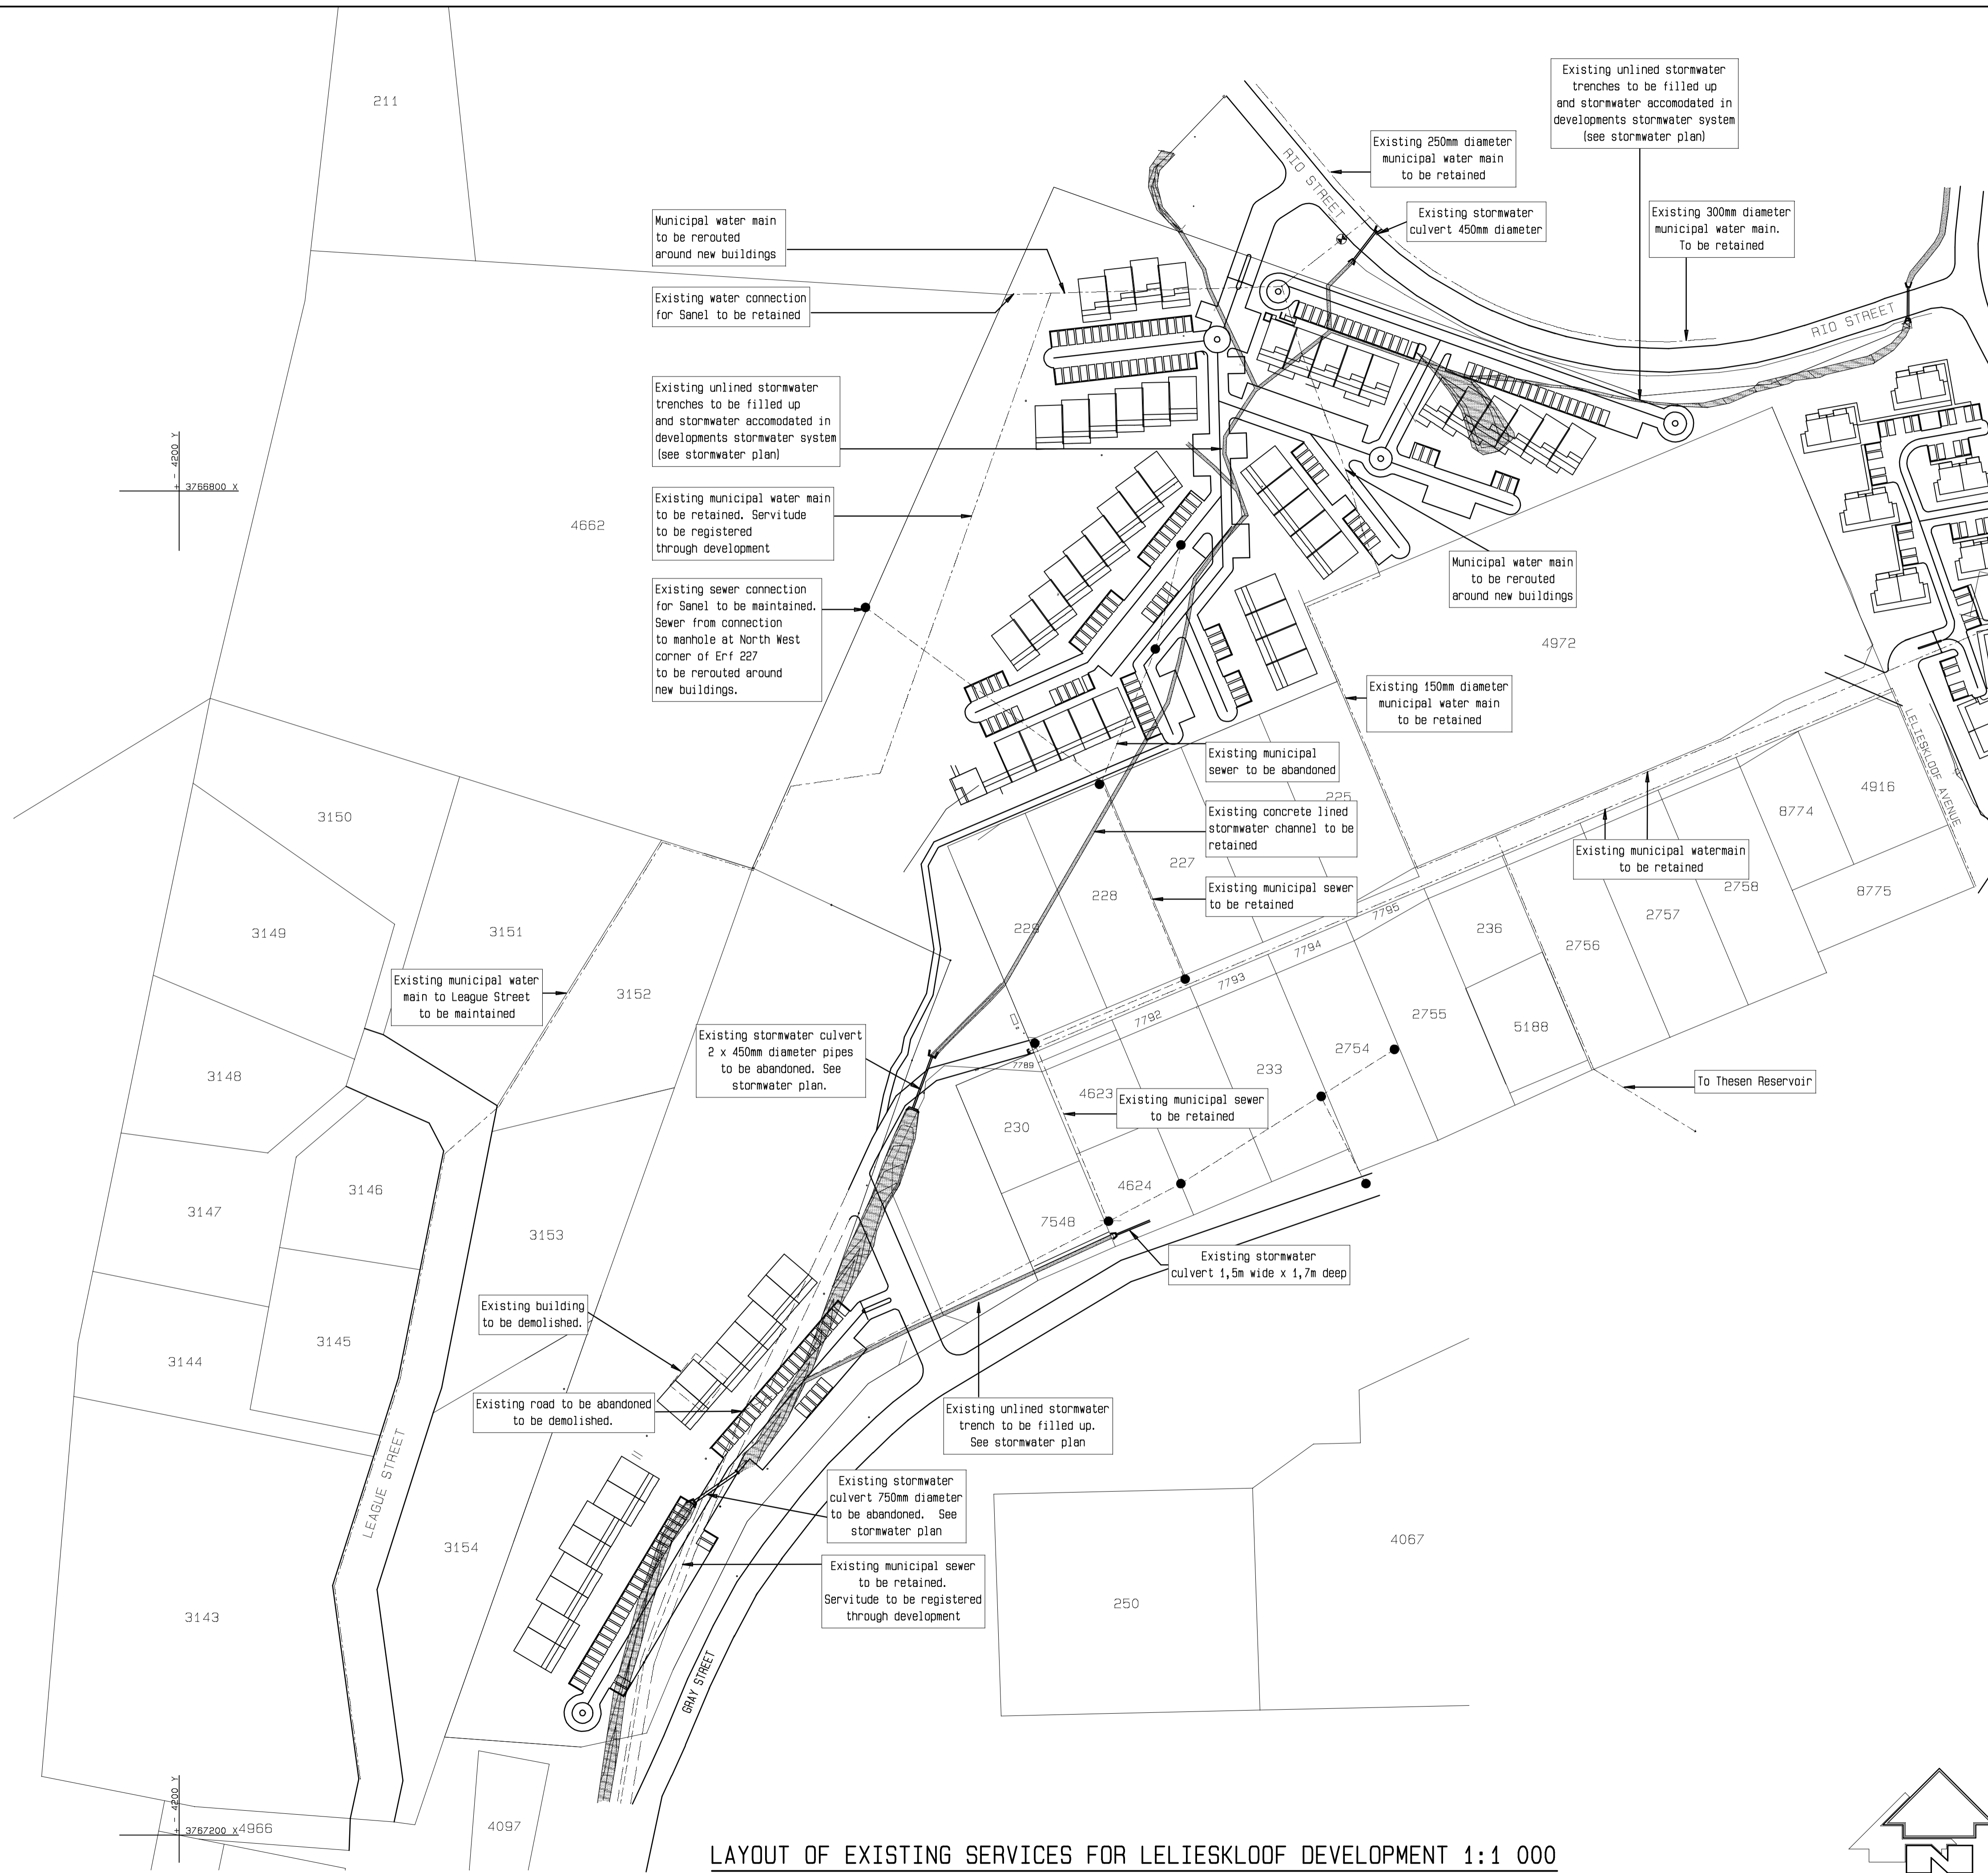 211
Existing unlined stormwater
trenches to be filled up
and stormwater accomodated in
developments stormwater system
(see stormwater plan)
Existing 250mm diameter
municipal water main
to be retained
RIO STREET
Existing stormwater
culvert 450mm diameter
Existing 300mm diameter
municipal water main.
To be retained
RIO STREET
Municipal water main
to be rerouted
around new buildings
Existing water connection
for Sanel to be retained
Existing unlined stormwater
trenches to be filled up
and stormwater accomodated in
developments stormwater system
(see stormwater plan)
- 4200 Y
+ 3766800 X
Existing municipal water main
to be retained. Servitude
to be registered
through development
4662
Existing sewer connection
for Sanel to be maintained.
Sewer from connection
to manhole at North West
corner of Erf 227
to be rerouted around
new buildings.
Municipal water main
to be rerouted
around new buildings
4972
Existing 150mm diameter
municipal water main
to be retained
LELIESKLOOF AVENUE
Existing municipal
sewer to be abandoned
225
Existing concrete lined
stormwater channel to be
retained
227
Existing municipal sewer
to be retained
228
229
Existing municipal watermain
to be retained
8774
4916
2758
8775
2757
2756
236
7795
7794
7793
7792
7789
3150
3149
3151
3152
Existing municipal water
main to League Street
to be maintained
3148
Existing stormwater culvert
2 x 450mm diameter pipes
to be abandoned. See
stormwater plan.
2755
5188
2754
233
4623
Existing municipal sewer
to be retained
To Thesen Reservoir
230
4624
7548
3146
3147
3153
Existing stormwater
culvert 1,5m wide x 1,7m deep
Existing building
to be demolished.
3145
3144
Existing road to be abandoned
to be demolished.
Existing unlined stormwater
trench to be filled up.
See stormwater plan
LEAGUE STREET
Existing stormwater
culvert 750mm diameter
to be abandoned. See
stormwater plan
3154
4067
Existing municipal sewer
to be retained.
Servitude to be registered
through development
250
3143
GRAY STREET
- 4200 Y
+ 3767200 X
4966
4097
LAYOUT OF EXISTING SERVICES FOR LELIESKLOOF DEVELOPMENT 1:1 000
N